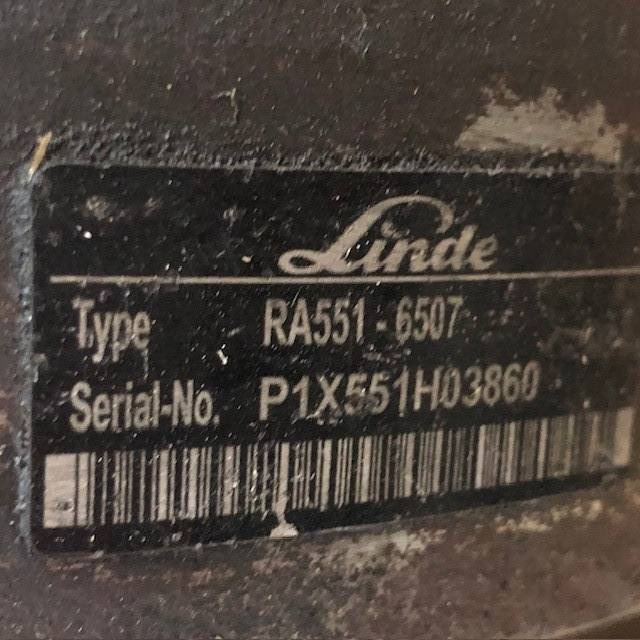 Linde
Type RA551-6507
Serial-No. P1X551H03860